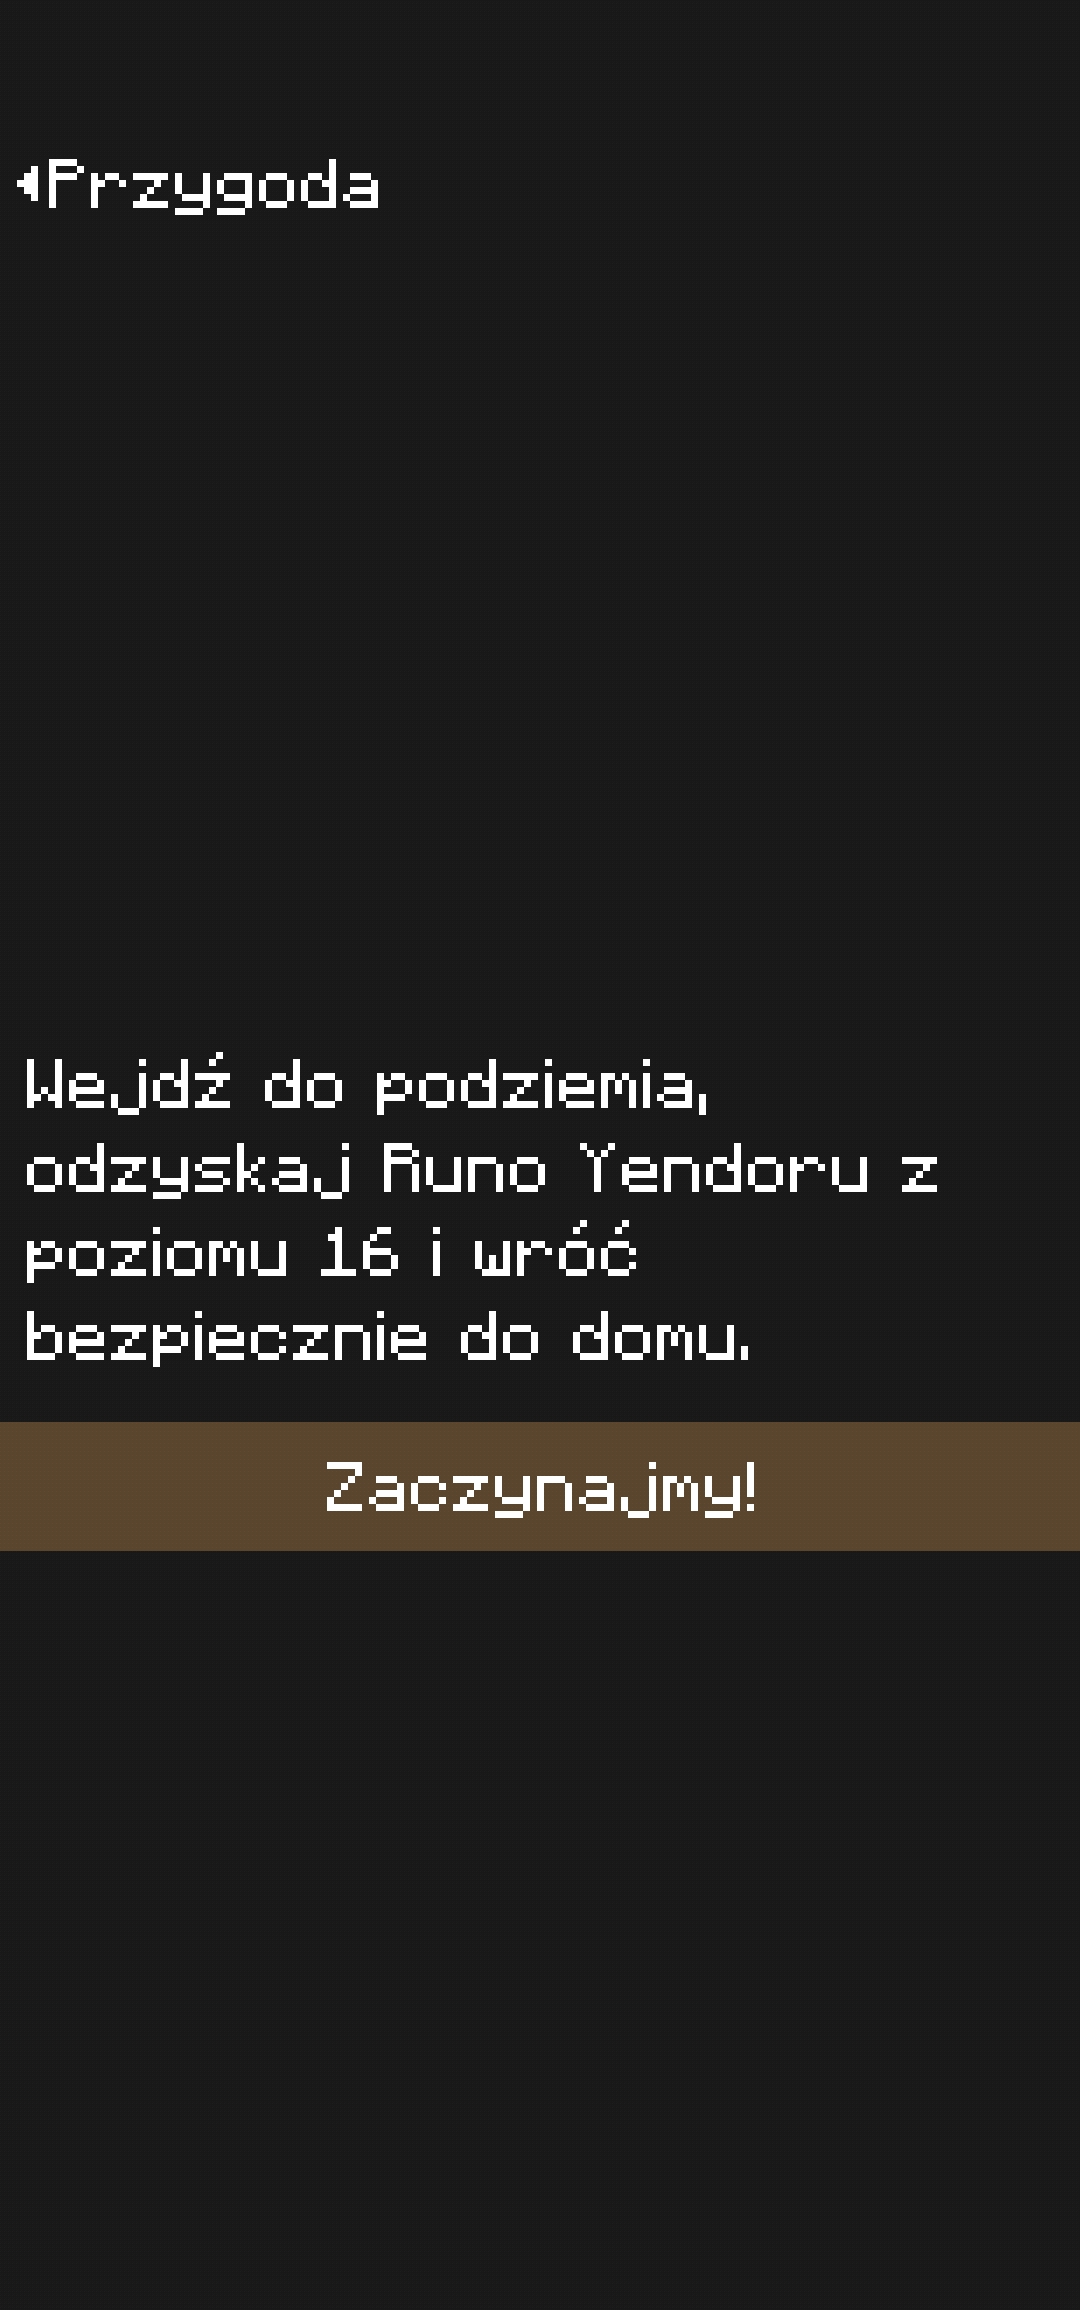 Przygoda
Wejdź do podziemia,
odzyskaj Runo Yendoru z
poziomu 16 i wróć
bezpiecznie do domu.
Zaczynajmy!